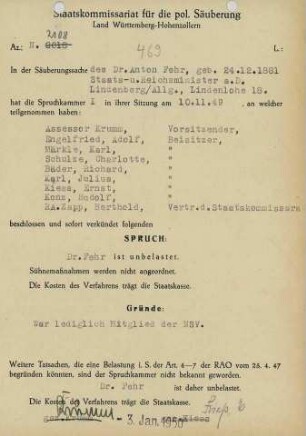 Staatskommissariat für die pol. Säuberung
Land Württemberg-Hohenzollern
Az.: N. 469 L.:
In der Säuberungssache des Dr. Anton Fehr, geb. 24.12.1881
Staats-u.Reichsminister a.D.
Lindenberg/Allg., Lindenlohe 18.
hat die Spruchkammer I in ihrer Sitzung am 10.11.49 an welcher
teilgenommen haben:
Assessor Krumm, Vorsitzender,
Engelfried, Adolf, Beisitzer,
Märkle, Karl, "
Schulze, Charlotte, "
Bader, Richard, "
Karl, Julius, "
Kiesz, Ernst, "
Konz, Rudolf, "
RA.Zapp, Berthold, Vertr.d.Staatskommissars
beschlossen und sofort verkündet folgenden
SPRUCH:
Dr.Fehr ist unbelastet.
Sühnemaßnahmen werden nicht angeordnet.
Die Kosten des Verfahrens trägt die Staatskasse.
Gründe:
War lediglich Mitglied der NSV.
Weitere Tatsachen, die eine Belastung i. S. der Art. 4—7 der RAO vom 25. 4. 47
begründen könnten, sind der Spruchkammer nicht bekannt geworden.
Dr. Fehr ist daher unbelastet.
Die Kosten des Verfahrens trägt die Staatskasse.
- 3. Jan. 1950